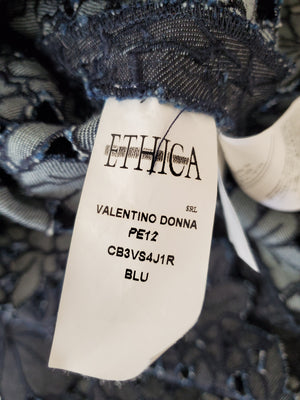 ETHICA
SRL
VALENTINO DONNA
PE12
CB3VS4J1R
BLU